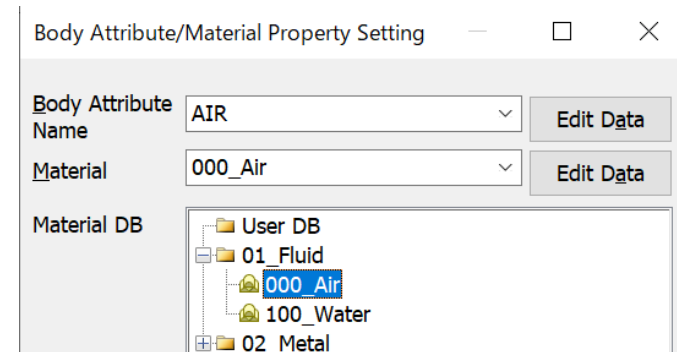 Body Attribute/Material Property Setting
Body Attribute Name AIR Edit Data
Material 000_Air Edit Data
Material DB
User DB
01_Fluid
000_Air
100_Water
02_Metal